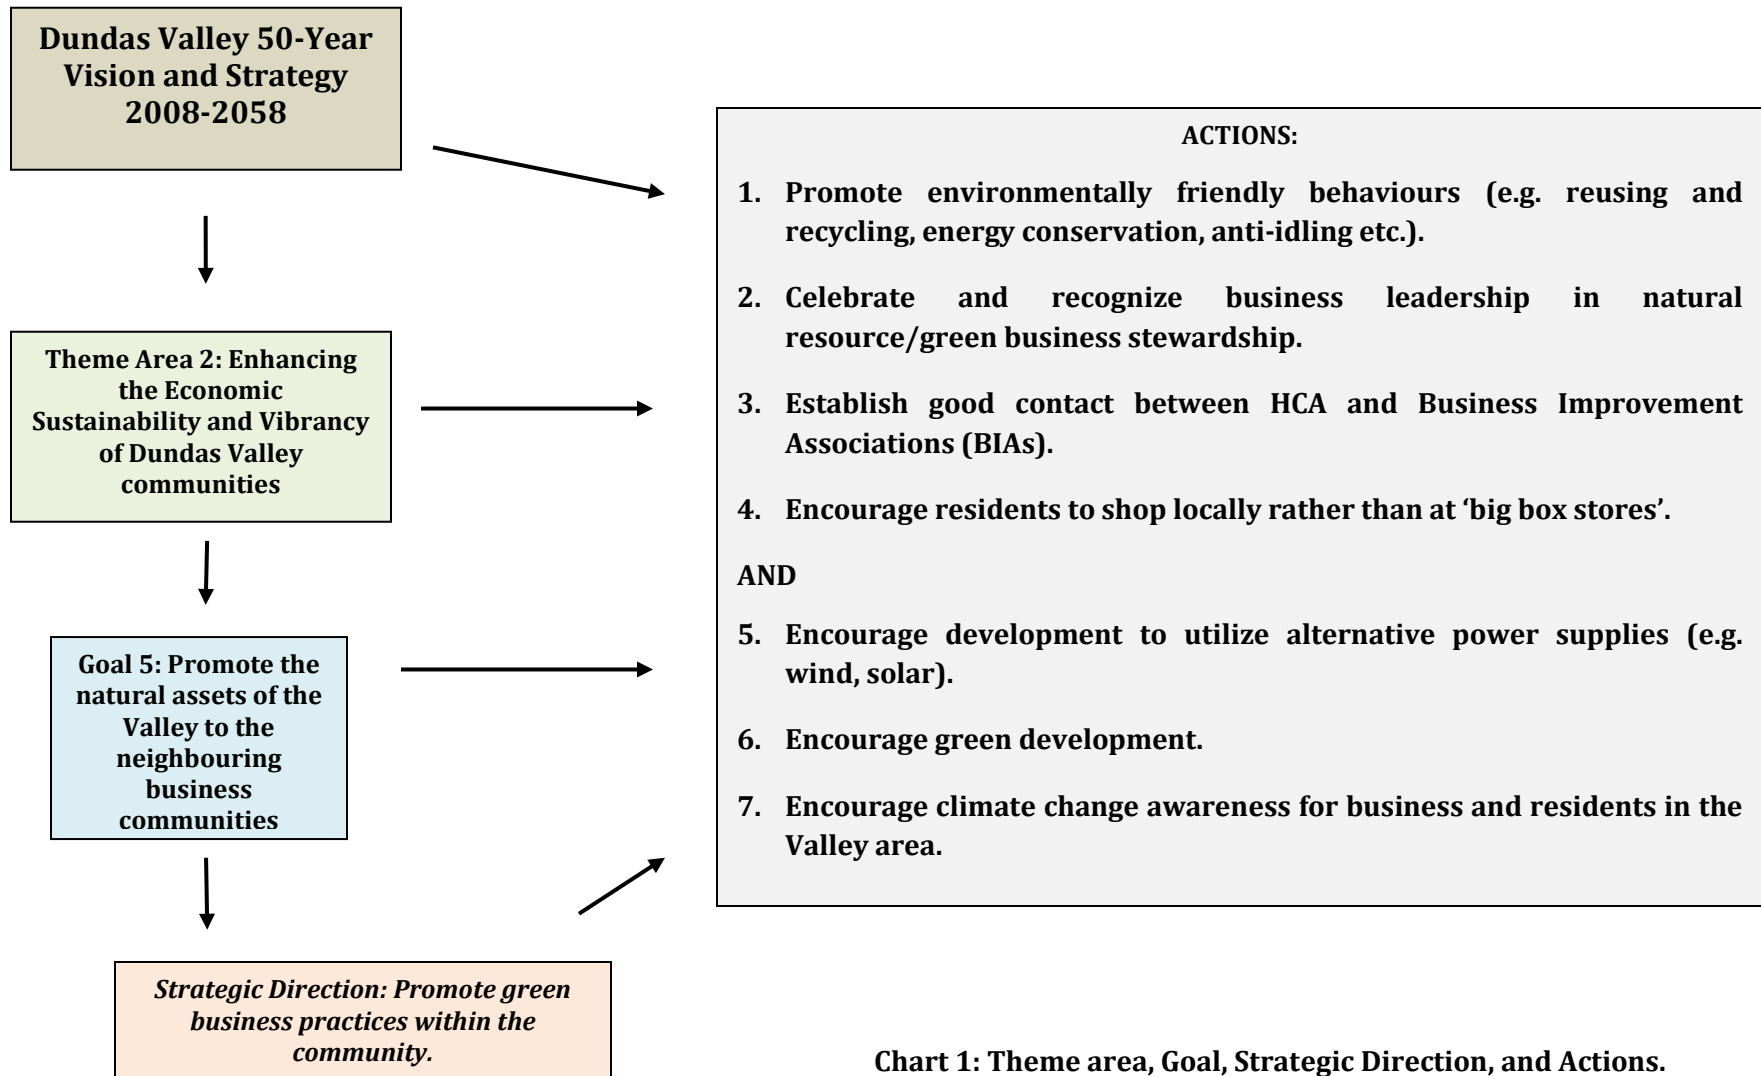 Dundas Valley 50-Year
Vision and Strategy
2008-2058
Theme Area 2: Enhancing
the Economic
Sustainability and Vibrancy
of Dundas Valley
communities
Goal 5: Promote the
natural assets of the
Valley to the
neighbouring
business
communities
Strategic Direction: Promote green
business practices within the
community.
ACTIONS:
1. Promote environmentally friendly behaviours (e.g. reusing and
recycling, energy conservation, anti-idling etc.).
2. Celebrate and recognize business leadership in natural
resource/green business stewardship.
3. Establish good contact between HCA and Business Improvement
Associations (BIAs).
4. Encourage residents to shop locally rather than at ‘big box stores’.
AND
5. Encourage development to utilize alternative power supplies (e.g.
wind, solar).
6. Encourage green development.
7. Encourage climate change awareness for business and residents in the
Valley area.
Chart 1: Theme area, Goal, Strategic Direction, and Actions.